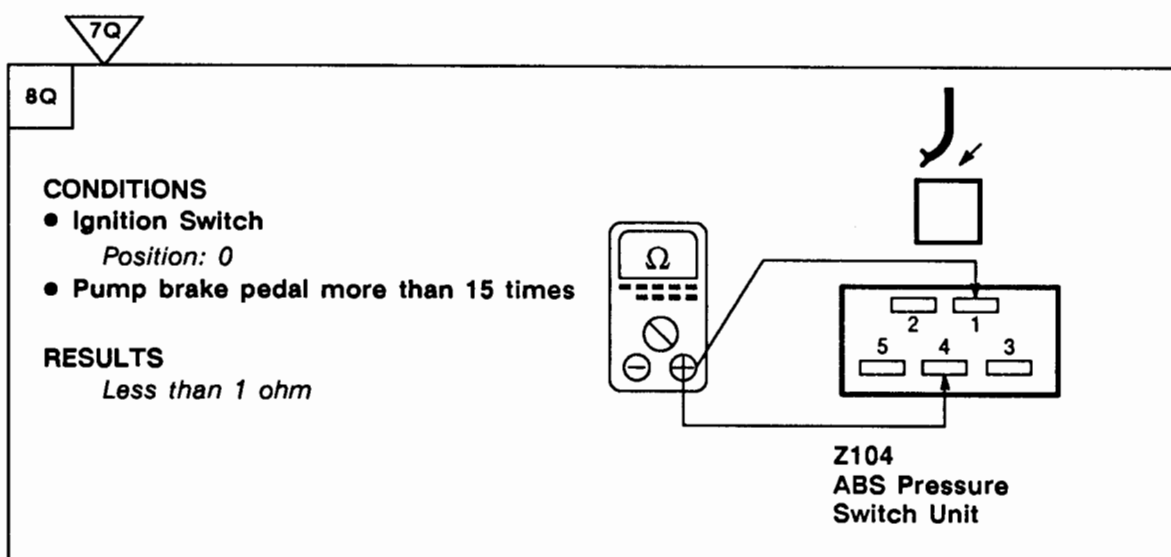 7Q
8Q
CONDITIONS
● Ignition Switch
Position: 0
● Pump brake pedal more than 15 times
RESULTS
Less than 1 ohm
Ω
2 1
5 4 3
Z104
ABS Pressure
Switch Unit